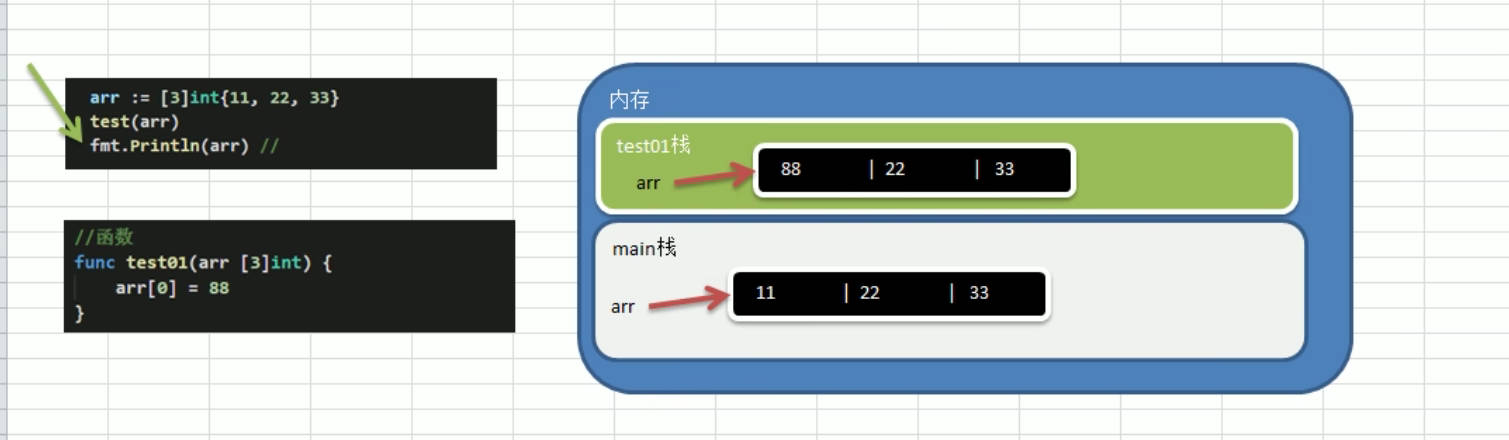 arr := [3]int{11, 22, 33}
test(arr)
fmt.Println(arr) //
//函数
func test01(arr [3]int) {
arr[0] = 88
}
内存
test01栈
arr
88 | 22 | 33
main栈
arr
11 | 22 | 33